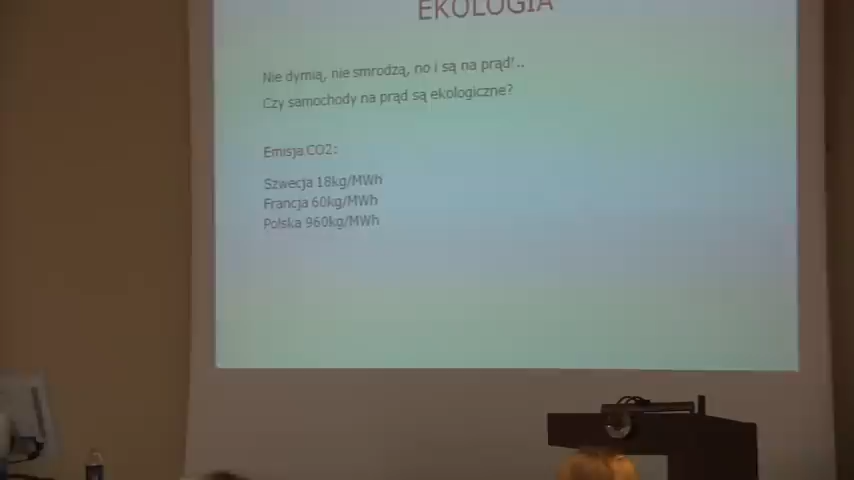 EKOLOGIA
Nie dymią, nie smrodzą, no i są na prąd!..
Czy samochody na prąd są ekologiczne?
Emisja CO2:
Szwecja 18kg/MWh
Francja 60kg/MWh
Polska 960kg/MWh